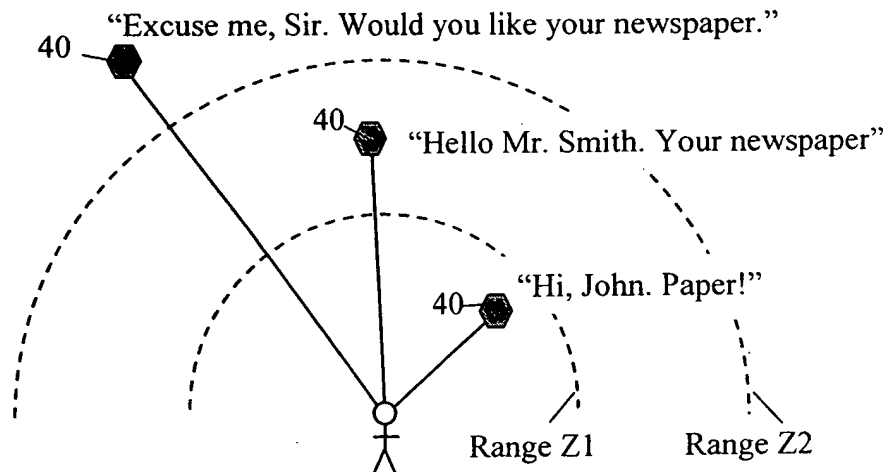 “Excuse me, Sir. Would you like your newspaper.”
40
40
“Hello Mr. Smith. Your newspaper”
“Hi, John. Paper!”
40
Range Z1
Range Z2